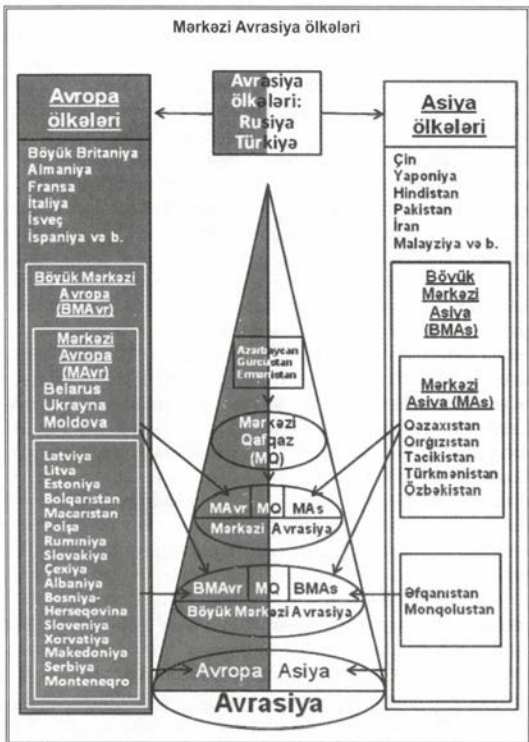 Mərkəzi Avrasiya ölkələri
Avropa
ölkələri
Böyük Britaniya
Almaniya
Fransa
İtaliya
İsveç
İspaniya və b.
Böyük Mərkəzi
Avropa
(BMAvr)
Mərkəzi
Avropa
(MAvr)
Belarus
Ukrayna
Moldova
Latviya
Litva
Estoniya
Bolqarıstan
Macarıstan
Polşa
Rumıniya
Slovakiya
Çexiya
Albaniya
Bosniya-
Herseqovina
Sloveniya
Xorvatiya
Makedoniya
Serbiya
Monteneqro
Avrasiya
ölkələri:
Rusiya
Türkiyə
Azərbaycan
Gürcüstan
Ermənistan
Mərkəzi
Qafqaz
(MQ)
MAvr MQ MAs
Mərkəzi Avrasiya
BMAvr MQ BMAs
Böyük Mərkəzi Avrasiya
Avropa Asiya
Avrasiya
Asiya
ölkələri
Çin
Yaponiya
Hindistan
Pakistan
İran
Malayziya və b.
Böyük
Mərkəzi
Asiya
(BMAs)
Mərkəzi
Asiya (MAs)
Qazaxıstan
Qırğızıstan
Tacikistan
Türkmənistan
Özbəkistan
Əfqanıstan
Monqolustan